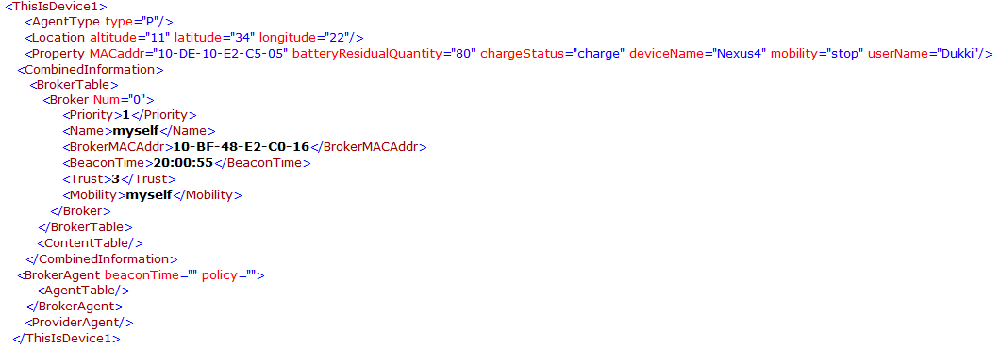 <ThisIsDevice1>
<AgentType type="P"/>
<Location altitude="11" latitude="34" longitude="22"/>
<Property MACaddr="10-DE-10-E2-C5-05" batteryResidualQuantity="80" chargeStatus="charge" deviceName="Nexus4" mobility="stop" userName="Dukki"/>
<CombinedInformation>
<BrokerTable>
<Broker Num="0">
<Priority>1</Priority>
<Name>myself</Name>
<BrokerMACAddr>10-BF-48-E2-C0-16</BrokerMACAddr>
<BeaconTime>20:00:55</BeaconTime>
<Trust>3</Trust>
<Mobility>myself</Mobility>
</Broker>
</BrokerTable>
<ContentTable/>
</CombinedInformation>
<BrokerAgent beaconTime="" policy="">
<AgentTable/>
</BrokerAgent>
<ProviderAgent/>
</ThisIsDevice1>